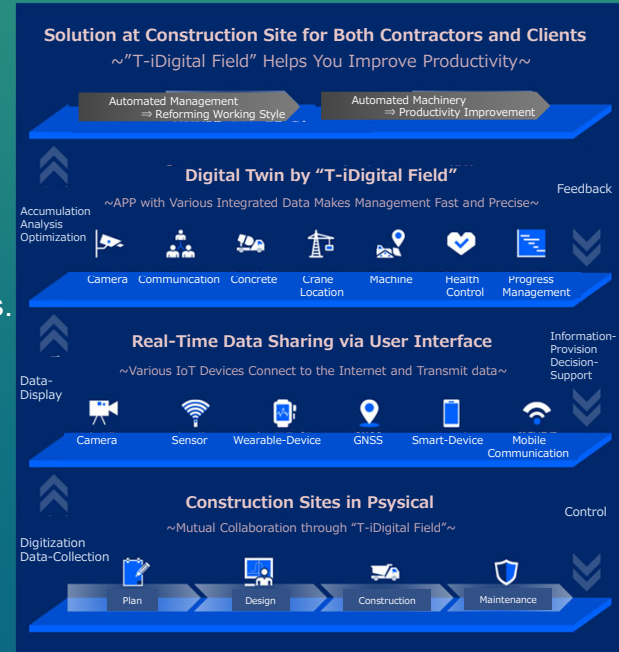 Solution at Construction Site for Both Contractors and Clients
~”T-iDigital Field” Helps You Improve Productivity~
Automated Management
⇒ Reforming Working Style
Automated Machinery
⇒ Productivity Improvement
Digital Twin by “T-iDigital Field”
~APP with Various Integrated Data Makes Management Fast and Precise~
Feedback
Accumulation
Analysis
Optimization
Camera
Communication
Concrete
Crane
Location
Machine
Health
Control
Progress
Management
s.
Real-Time Data Sharing via User Interface
~Various IoT Devices Connect to the Internet and Transmit data~
Information-
Provision
Decision-
Support
Data-
Display
Camera
Sensor
Wearable-Device
GNSS
Smart-Device
Mobile
Communication
Construction Sites in Psysical
~Mutual Collaboration through “T-iDigital Field”~
Control
Digitization
Data-Collection
Plan
Design
Construction
Maintenance